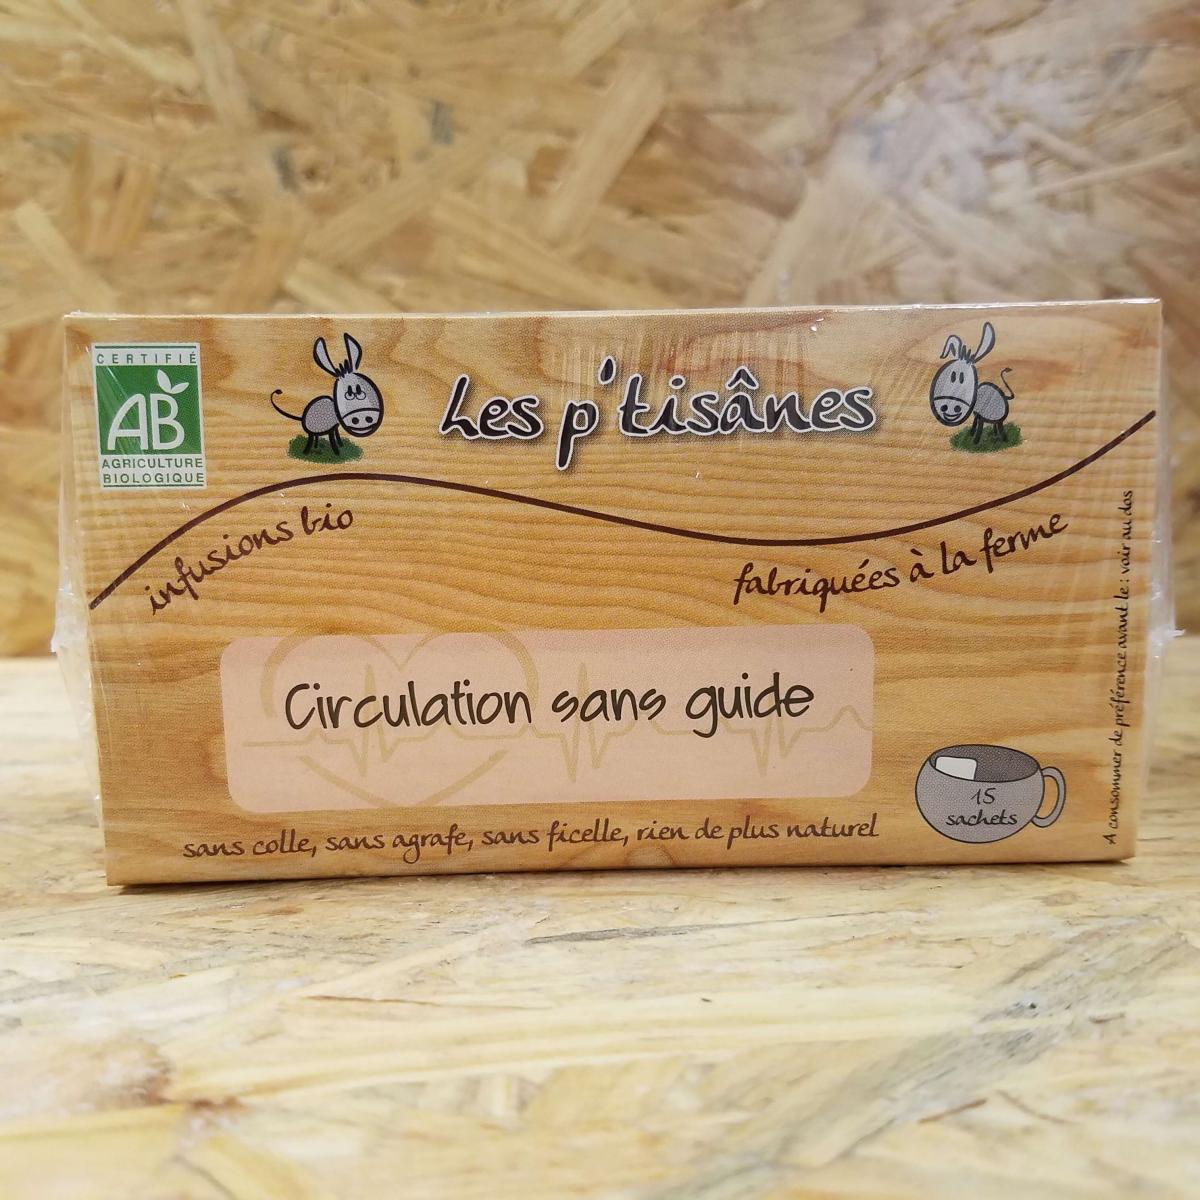 CERTIFIÉ
AB
AGRICULTURE
BIOLOGIQUE
Les p'tisânes
infusions bio
fabriquées à la ferme
Circulation sans guide
15
sachets
sans colle, sans agrafe, sans ficelle, rien de plus naturel
A consommer de préférence avant le : voir au dos